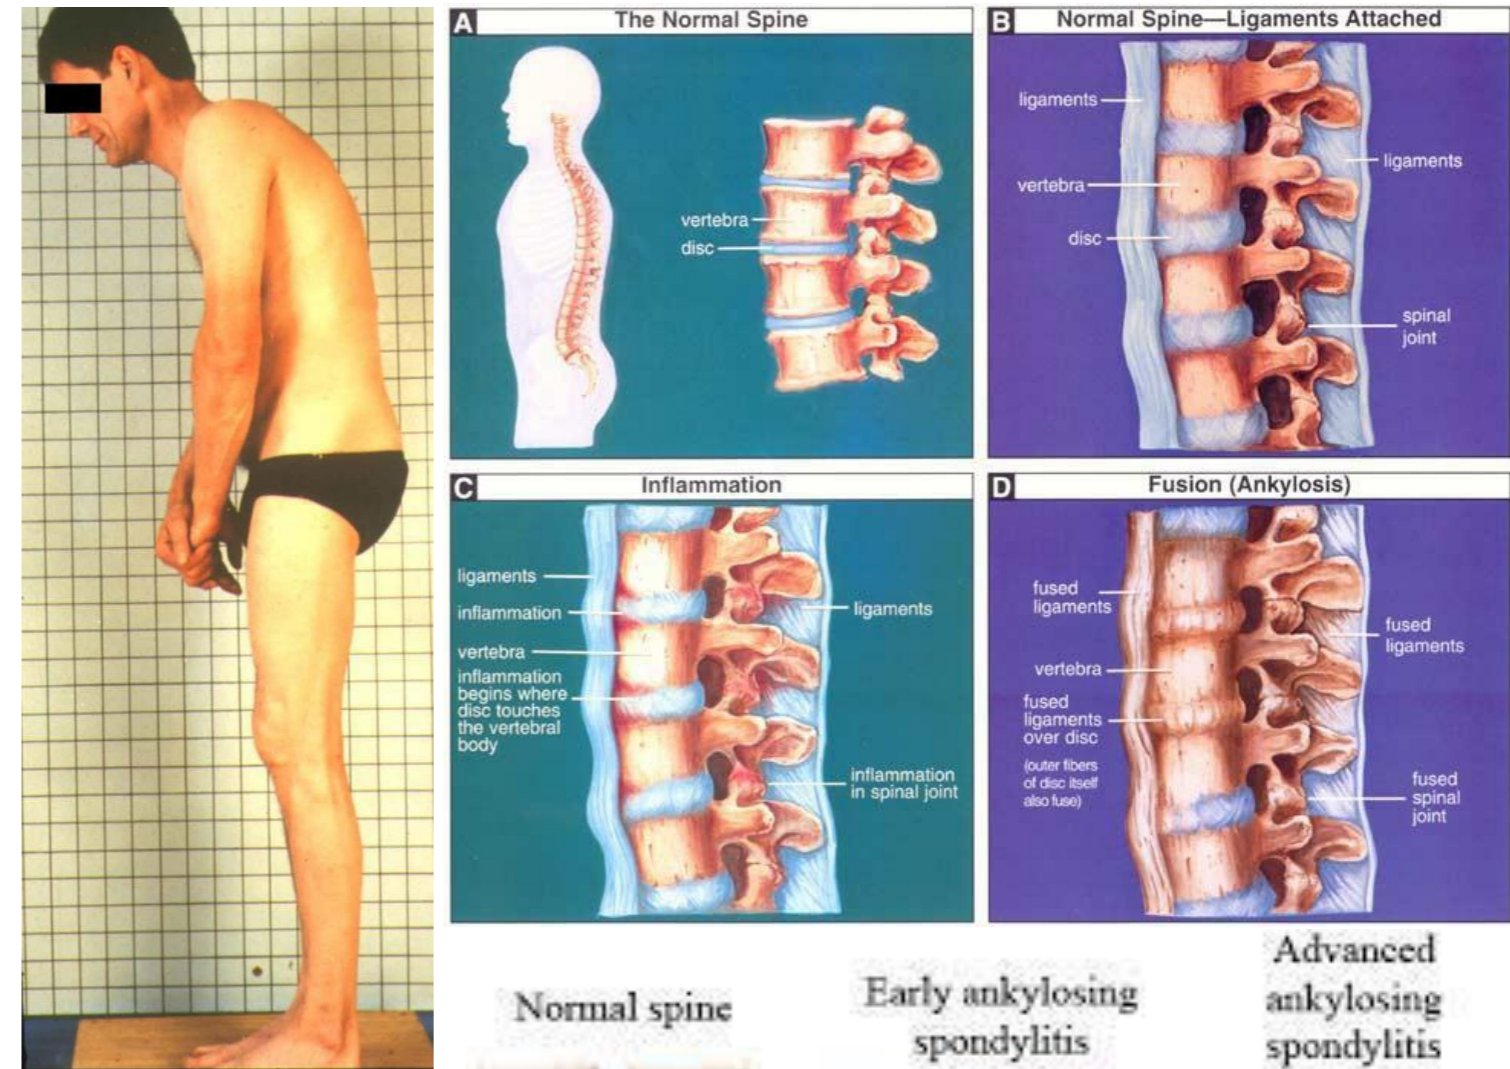 A The Normal Spine
vertebra
disc
B Normal Spine—Ligaments Attached
ligaments
ligaments
vertebra
disc
spinal
joint
C Inflammation
ligaments
inflammation
ligaments
vertebra
inflammation
begins where
disc touches
the vertebral
body
inflammation
in spinal joint
D Fusion (Ankylosis)
fused
ligaments
fused
ligaments
vertebra
fused
ligaments
over disc
(outer fibers
of disc itself
also fuse)
fused
spinal
joint
Normal spine
Early ankylosing
spondylitis
Advanced
ankylosing
spondylitis